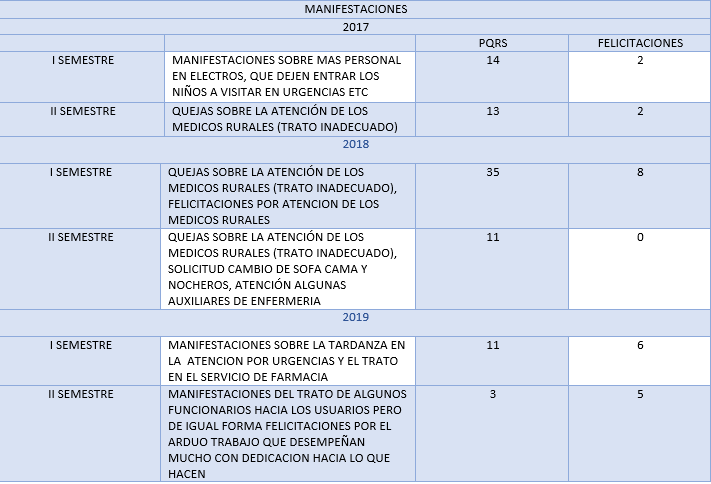 MANIFESTACIONES
2017
PQRS FELICITACIONES
I SEMESTRE MANIFESTACIONES SOBRE MAS PERSONAL 14 2
EN ELECTROS, QUE DEJEN ENTRAR LOS
NIÑOS A VISITAR EN URGENCIAS ETC
II SEMESTRE QUEJAS SOBRE LA ATENCIÓN DE LOS 13 2
MEDICOS RURALES (TRATO INADECUADO)
2018
I SEMESTRE QUEJAS SOBRE LA ATENCIÓN DE LOS 35 8
MEDICOS RURALES (TRATO INADECUADO),
FELICITACIONES POR ATENCION DE LOS
MEDICOS RURALES
II SEMESTRE QUEJAS SOBRE LA ATENCIÓN DE LOS 11 0
MEDICOS RURALES (TRATO INADECUADO),
SOLICITUD CAMBIO DE SOFA CAMA Y
NOCHEROS, ATENCIÓN ALGUNAS
AUXILIARES DE ENFERMERIA
2019
I SEMESTRE MANIFESTACIONES SOBRE LA TARDANZA EN 11 6
LA ATENCION POR URGENCIAS Y EL TRATO
EN EL SERVICIO DE FARMACIA
II SEMESTRE MANIFESTACIONES DEL TRATO DE ALGUNOS 3 5
FUNCIONARIOS HACIA LOS USUARIOS PERO
DE IGUAL FORMA FELICITACIONES POR EL
ARDUO TRABAJO QUE DESEMPEÑAN
MUCHO CON DEDICACION HACIA LO QUE
HACEN